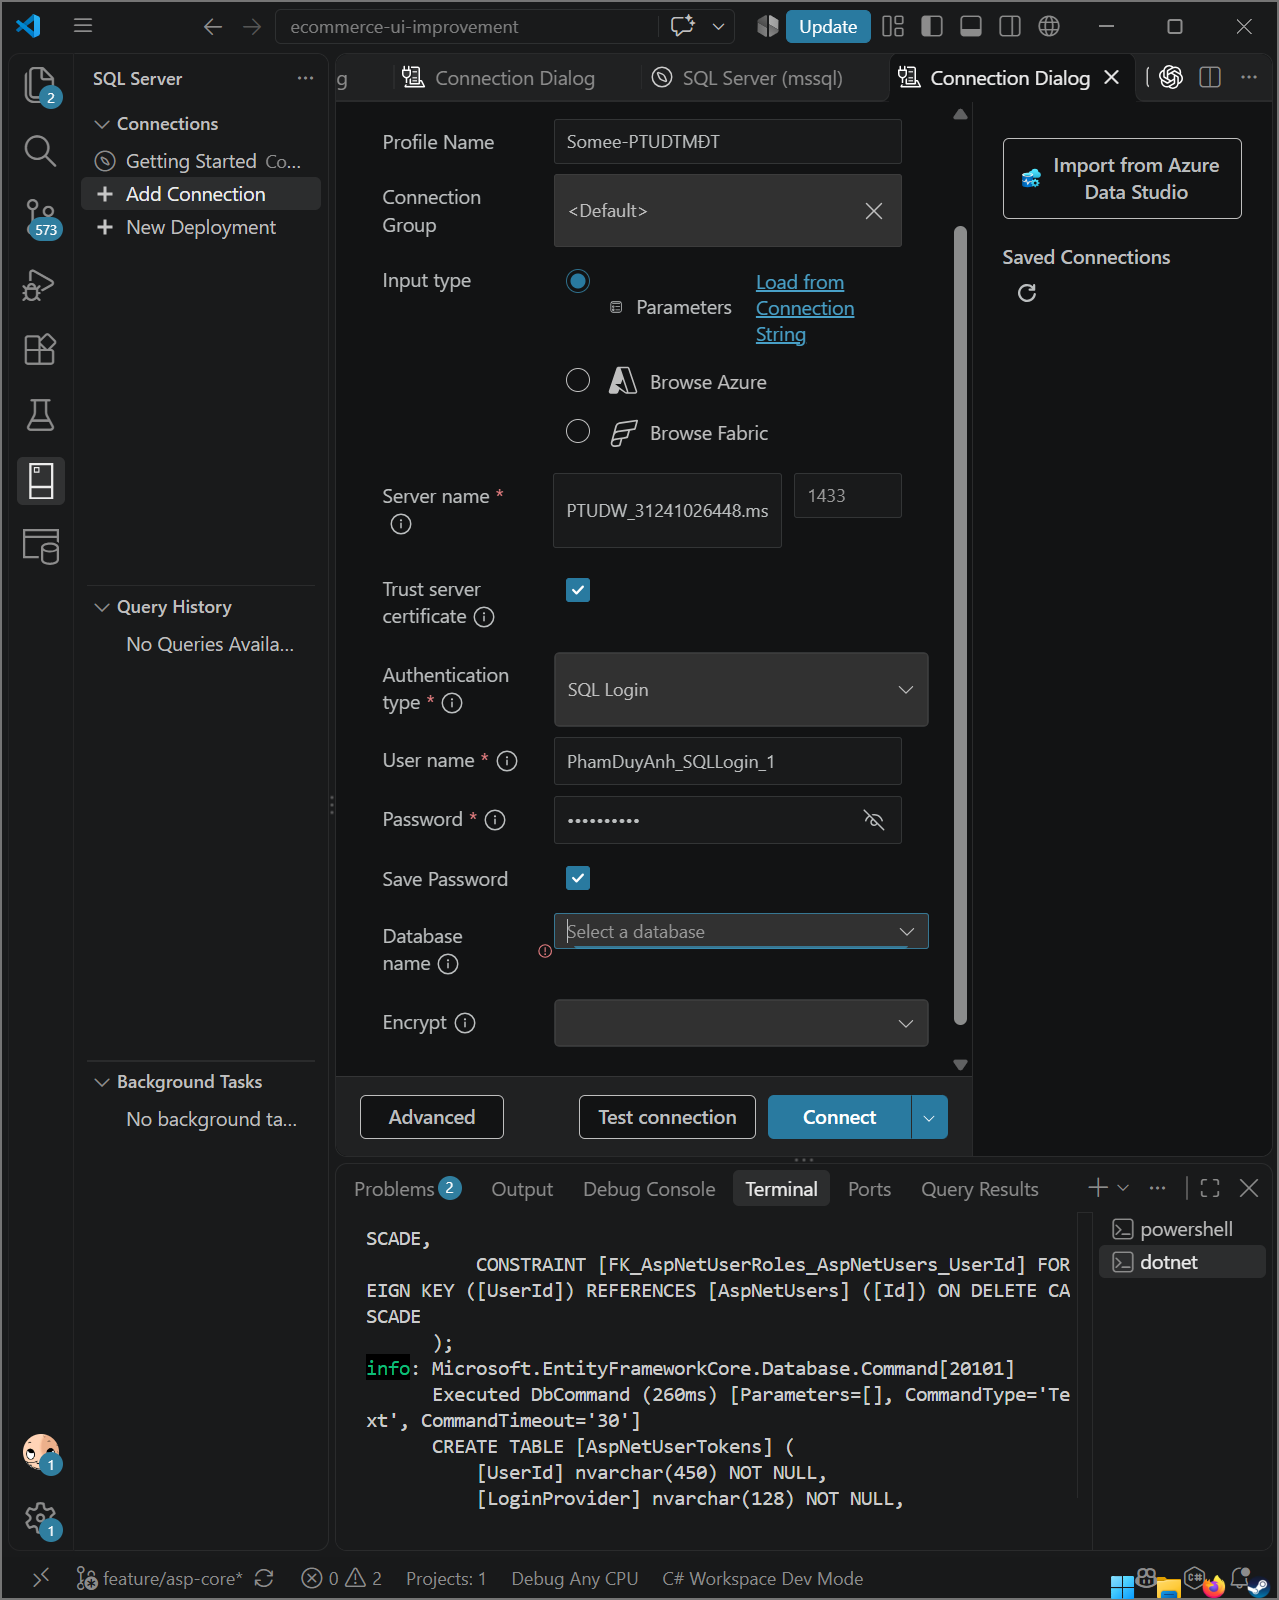 ecommerce-ui-improvement
Update
2
573
SQL Server
Connections
Getting Started Co...
Add Connection
New Deployment
Query History
No Queries Availa...
Background Tasks
No background ta...
1
1
g
Connection Dialog
SQL Server (mssql)
Connection Dialog
Profile Name
Somee-PTUDTMĐT
Connection
Group
<Default>
Input type
Parameters
Load from
Connection
String
Browse Azure
Browse Fabric
Server name *
PTUDW_31241026448.ms
1433
Trust server
certificate
Authentication
type *
SQL Login
User name *
PhamDuyAnh_SQLLogin_1
Password *
••••••••••
Save Password
Database
name
Select a database
Encrypt
Advanced
Test connection
Connect
Import from Azure
Data Studio
Saved Connections
Problems 2
Output
Debug Console
Terminal
Ports
Query Results
SCADE,
CONSTRAINT [FK_AspNetUserRoles_AspNetUsers_UserId] FOR
EIGN KEY ([UserId]) REFERENCES [AspNetUsers] ([Id]) ON DELETE CA
SCADE
);
info: Microsoft.EntityFrameworkCore.Database.Command[20101]
Executed DbCommand (260ms) [Parameters=[], CommandType='Te
xt', CommandTimeout='30']
CREATE TABLE [AspNetUserTokens] (
[UserId] nvarchar(450) NOT NULL,
[LoginProvider] nvarchar(128) NOT NULL,
powershell
dotnet
feature/asp-core*
0
2
Projects: 1
Debug Any CPU
C# Workspace Dev Mode
C#